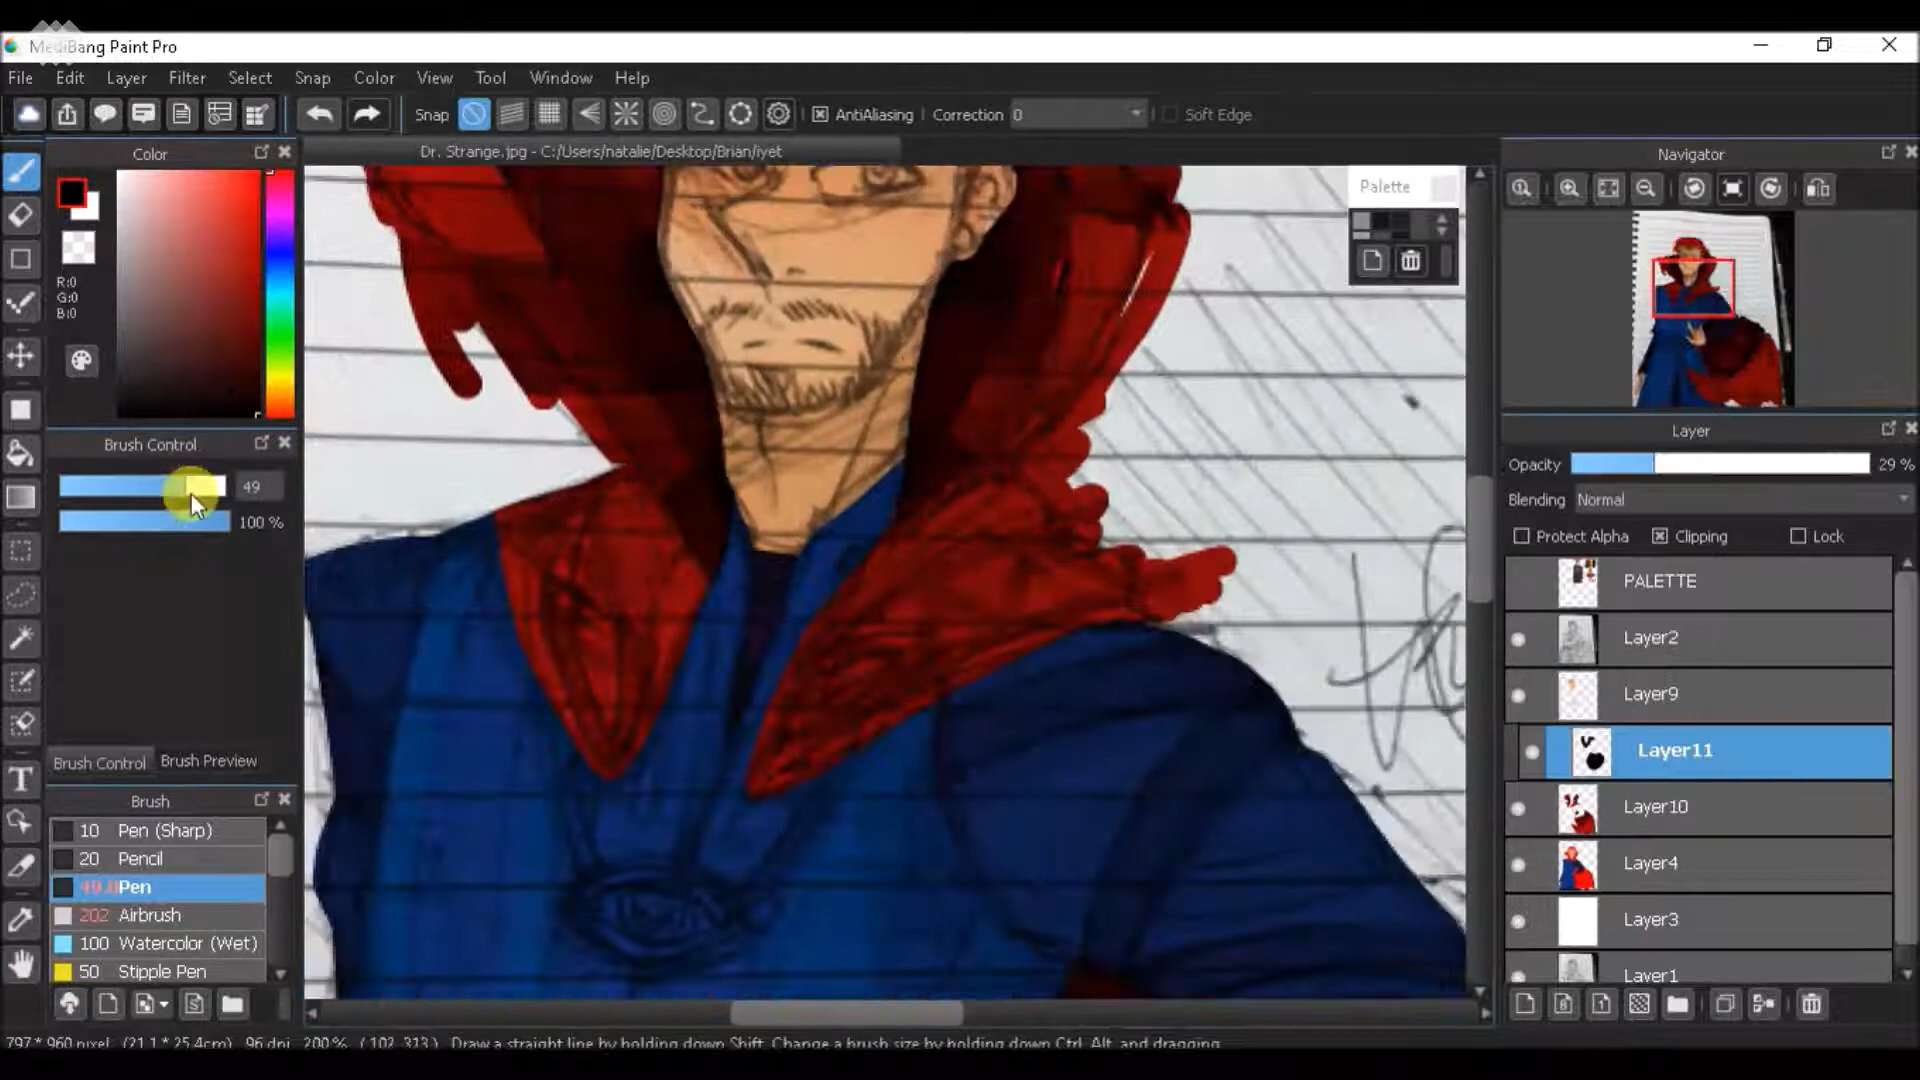 MediBang Paint Pro
File Edit Layer Filter Select Snap Color View Tool Window Help
Snap AntiAliasing Correction 0 Soft Edge
Color
Dr. Strange.jpg - C:/Users/natalie/Desktop/Brian/iyet
Navigator
Palette
R:0
G:0
B:0
Brush Control
49
100 %
Layer
Opacity 29 %
Blending Normal
Protect Alpha Clipping Lock
PALETTE
Layer2
Layer9
Layer11
Layer10
Layer4
Layer3
Layer1
Brush Control Brush Preview
Brush
10 Pen (Sharp)
20 Pencil
49.0 Pen
202 Airbrush
100 Watercolor (Wet)
50 Stipple Pen
797 * 960 pixel (21.1 * 25.4cm) 96 dpi 200 % (102, 313) Draw a straight line by holding down Shift, Change a brush size by holding down Ctrl, Alt, and dragging